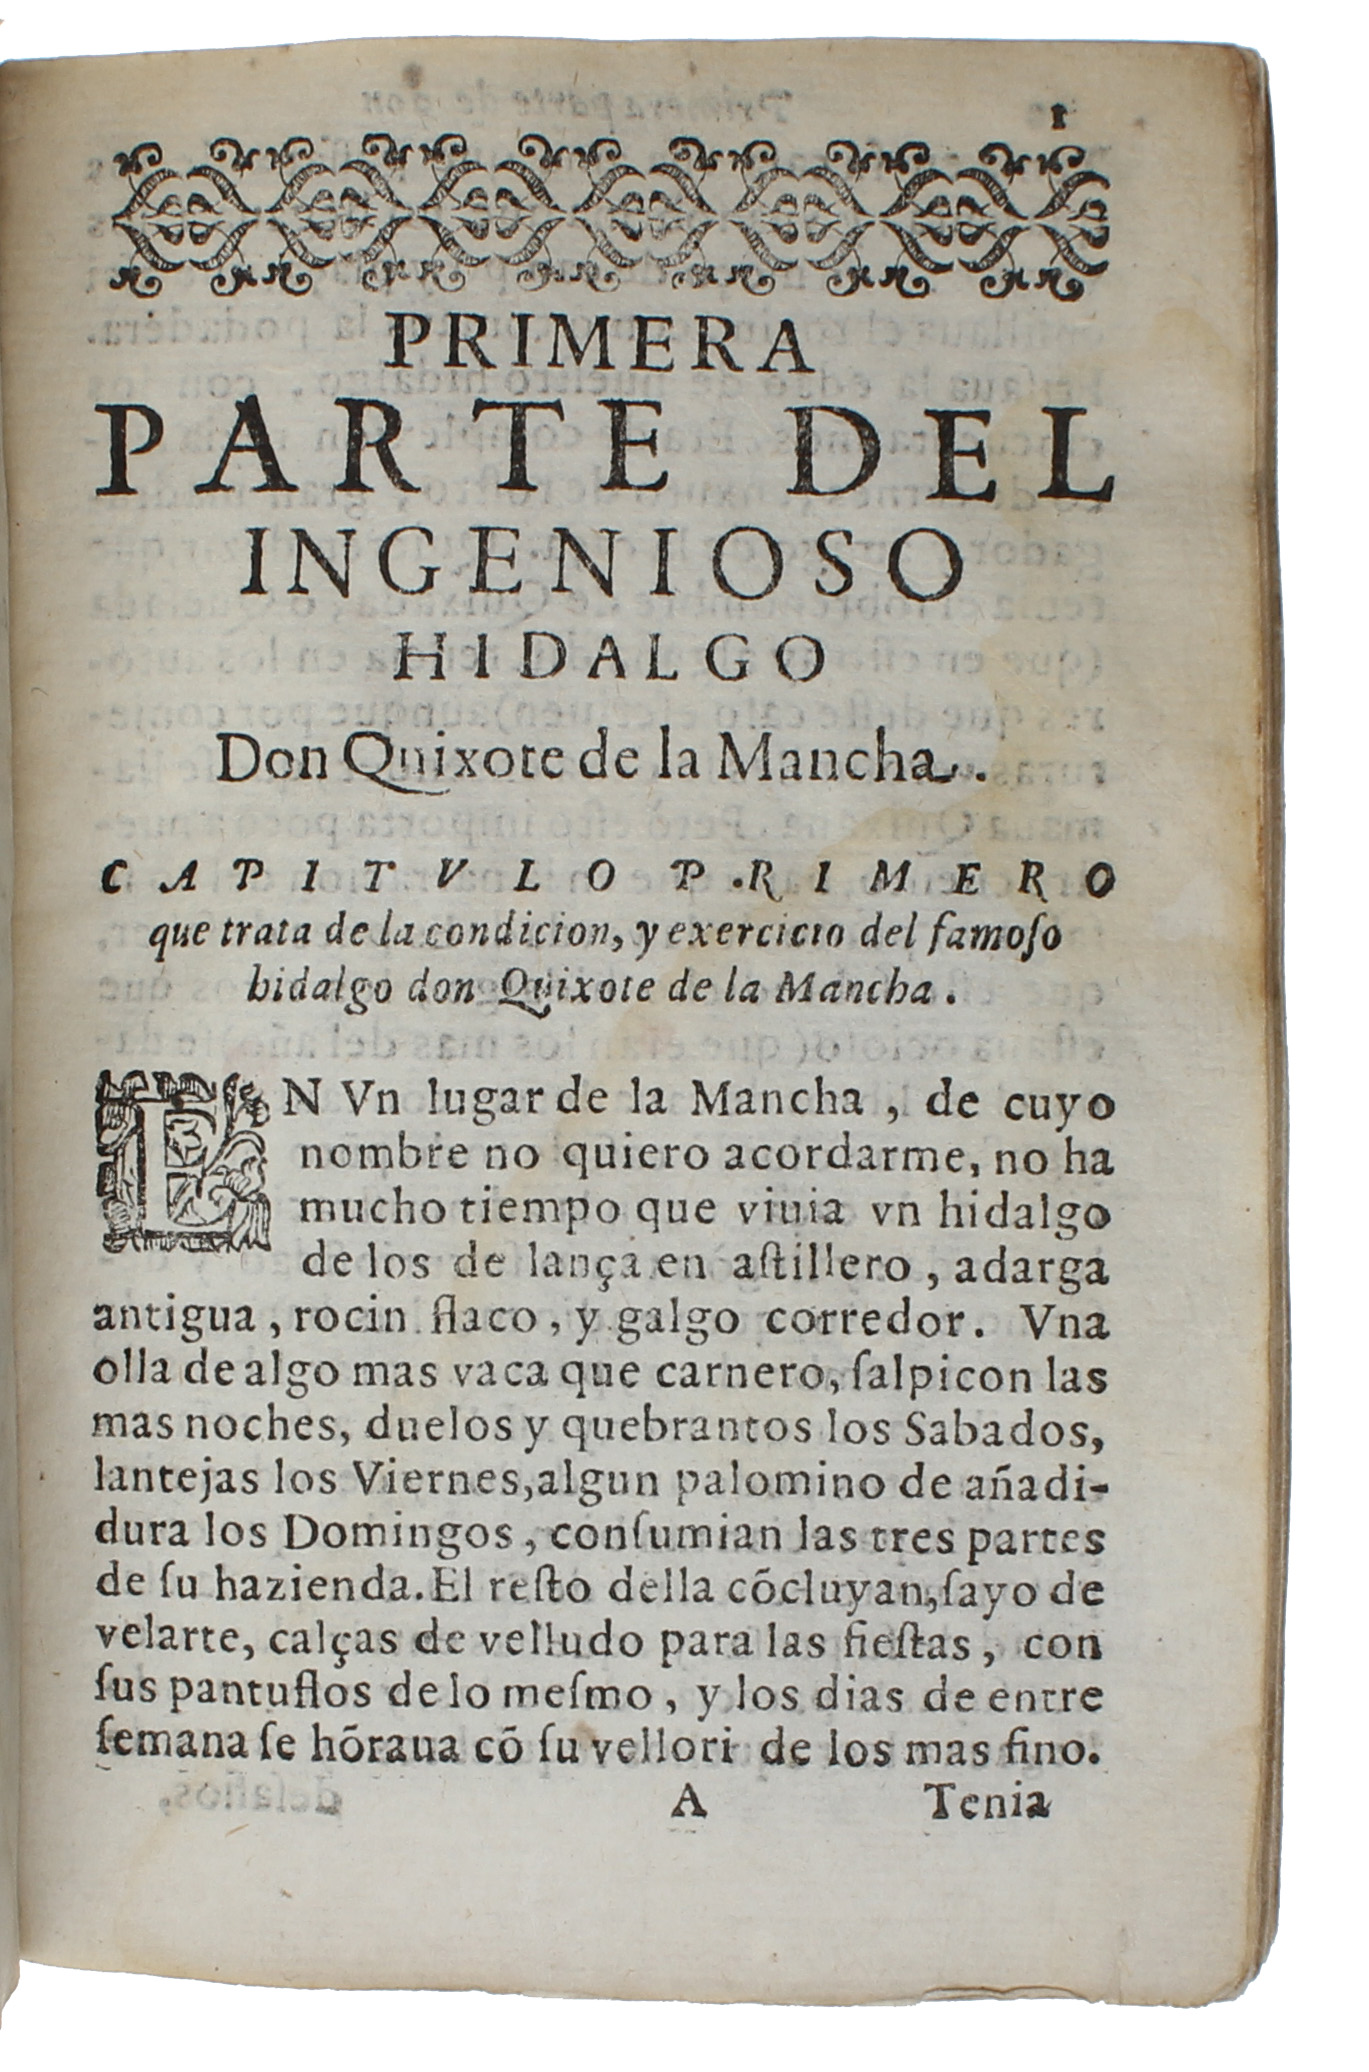 1
PRIMERA
PARTE DEL
INGENIOSO
HIDALGO
Don Quixote de la Mancha.
CAPITVLO PRIMERO
que trata de la condicion, y exercicio del famoſo
hidalgo don Quixote de la Mancha.
EN Vn lugar de la Mancha, de cuyo
nombre no quiero acordarme, no ha
mucho tiempo que viuia vn hidalgo
de los de lança en aſtillero, adarga
antigua, rocin flaco, y galgo corredor. Vna
olla de algo mas vaca que carnero, ſalpicon las
mas noches, duelos y quebrantos los Sabados,
lantejas los Viernes, algun palomino de añadi-
dura los Domingos, conſumian las tres partes
de ſu hazienda. El reſto della cõcluyan, ſayo de
velarte, calças de velludo para las fieſtas, con
ſus pantuflos de lo meſmo, y los dias de entre
ſemana ſe hõraua cõ ſu vellori de los mas fino.
A Tenia